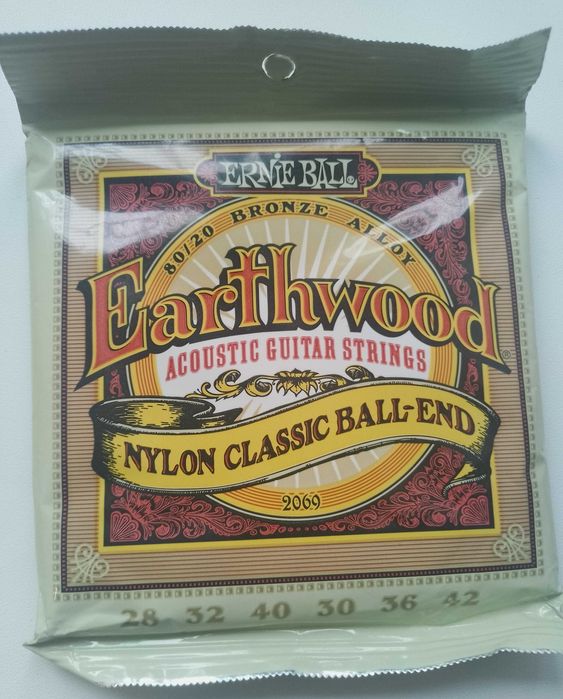 ERNIE BALL®
80/20 BRONZE ALLOY
Earthwood®
ACOUSTIC GUITAR STRINGS
NYLON CLASSIC BALL-END
2069
28 32 40 30 36 42